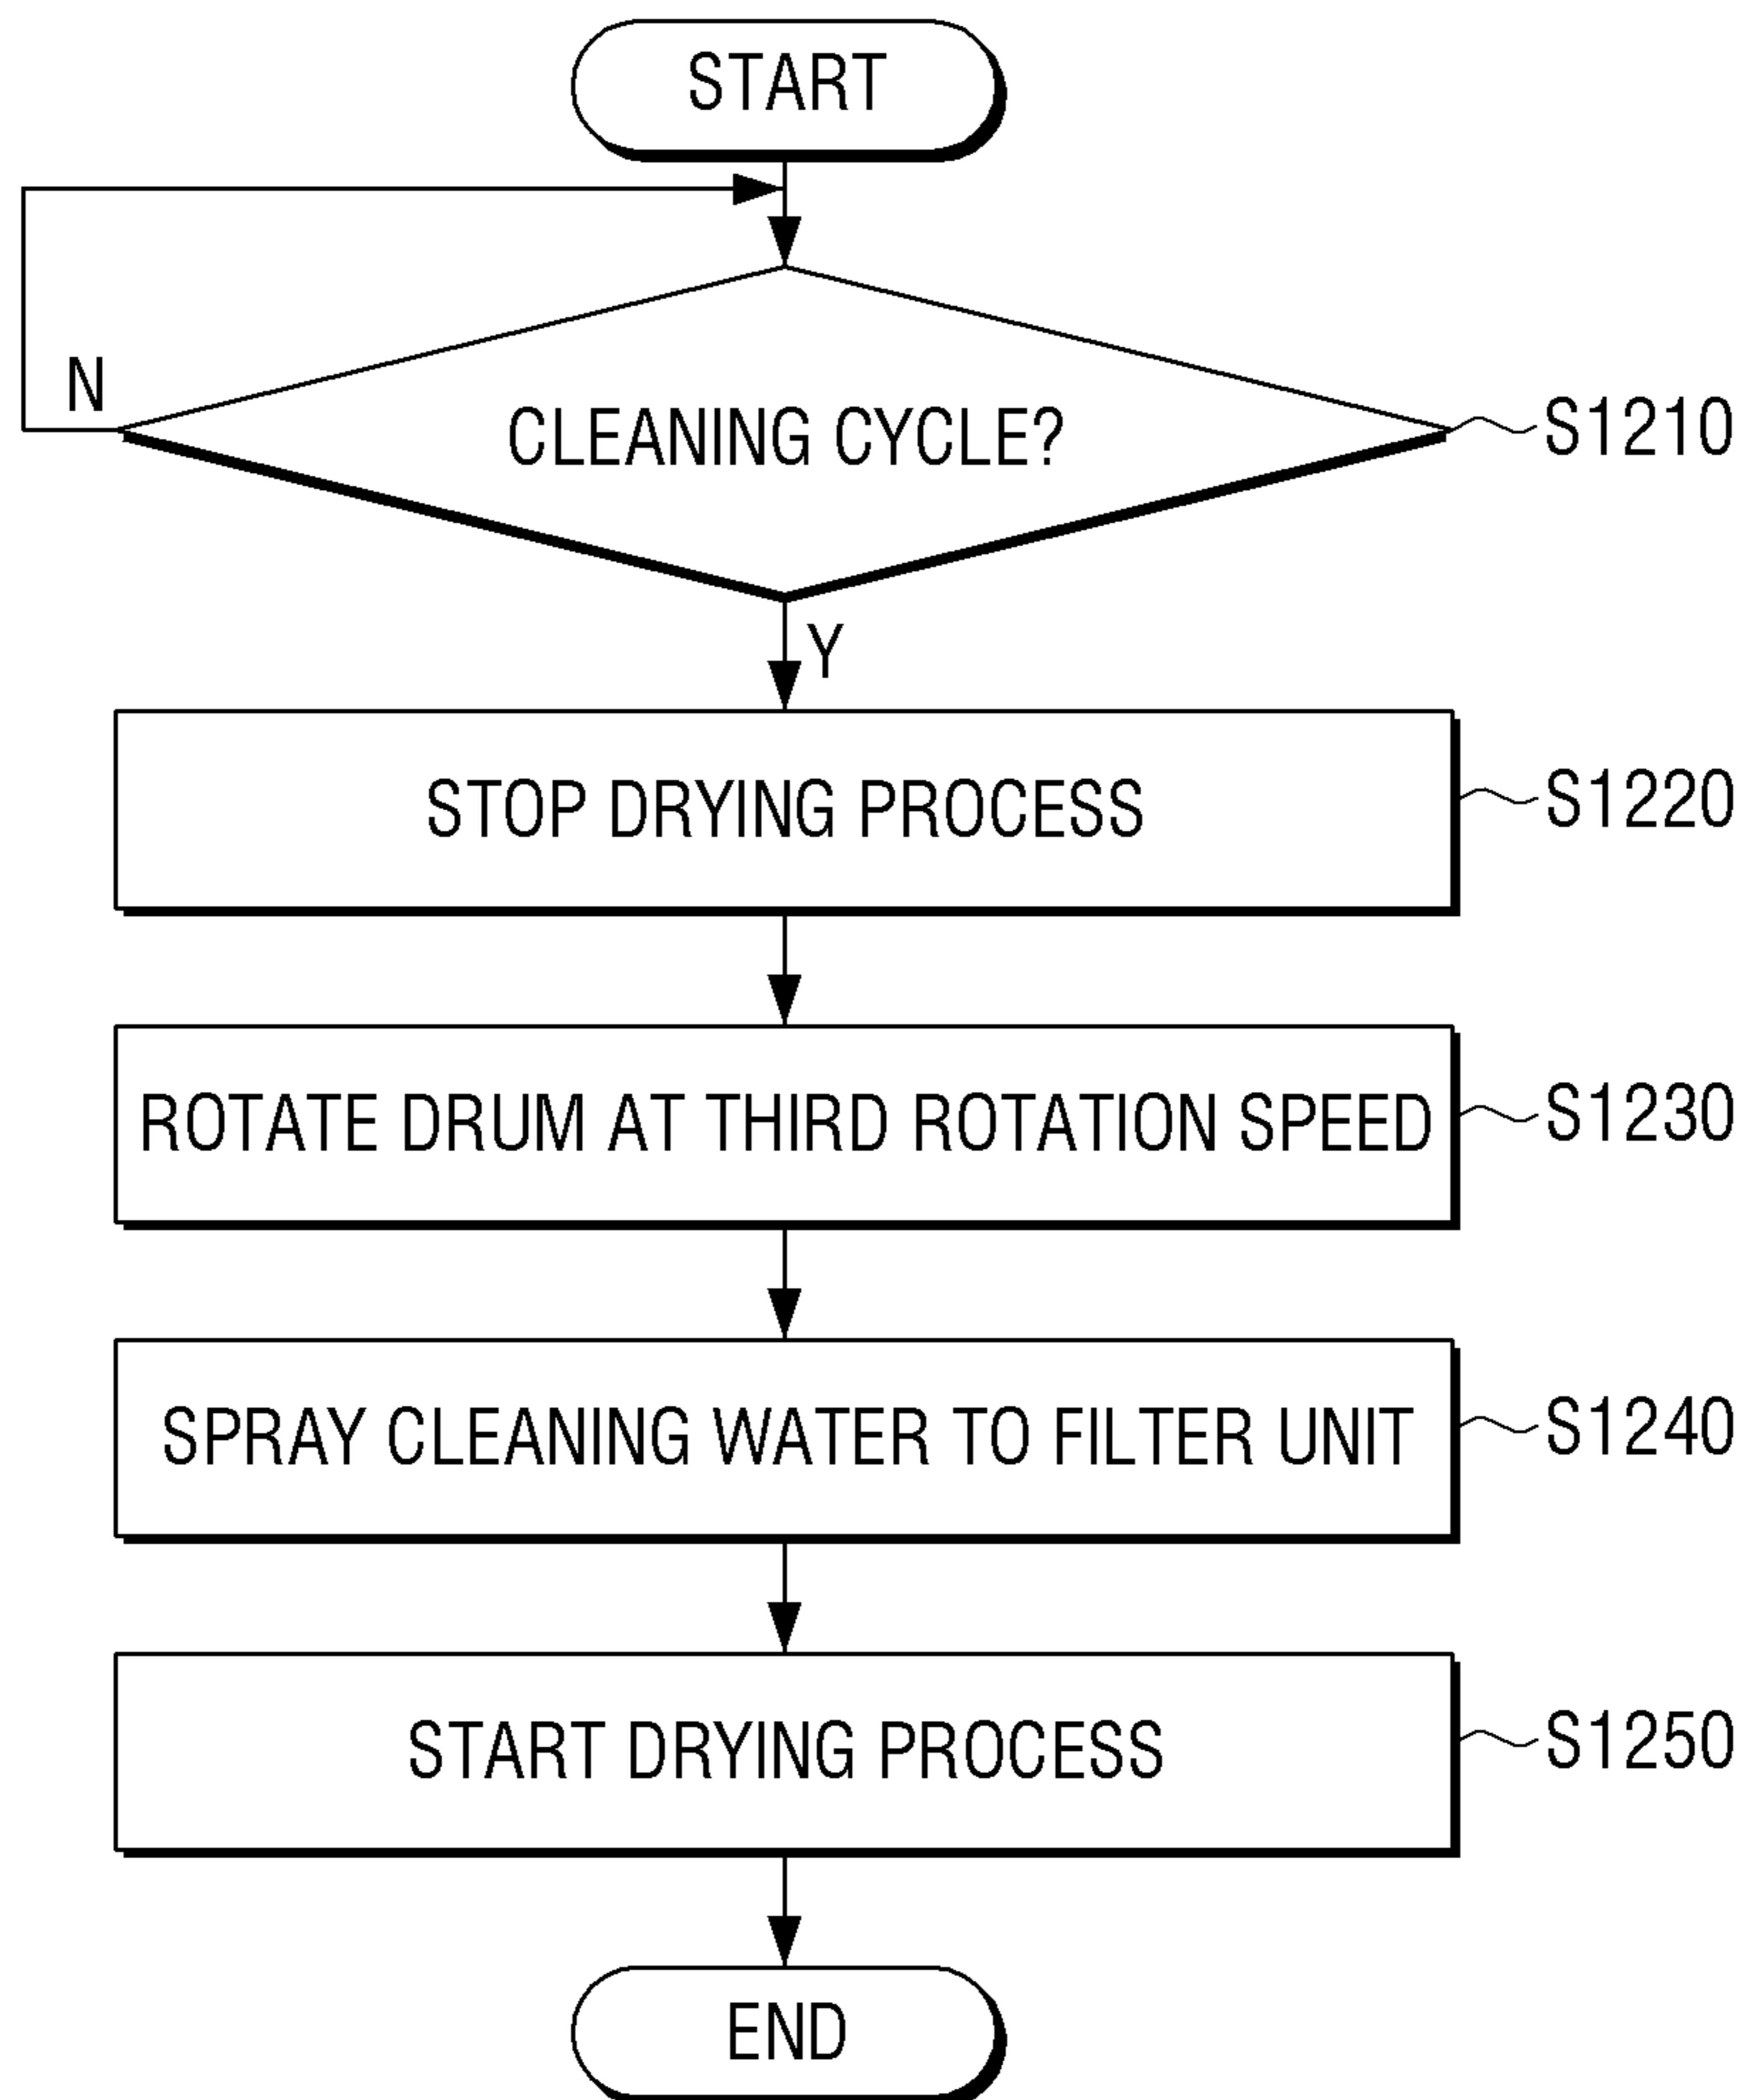 START
N
CLEANING CYCLE?
S1210
Y
STOP DRYING PROCESS
S1220
ROTATE DRUM AT THIRD ROTATION SPEED
S1230
SPRAY CLEANING WATER TO FILTER UNIT
S1240
START DRYING PROCESS
S1250
END